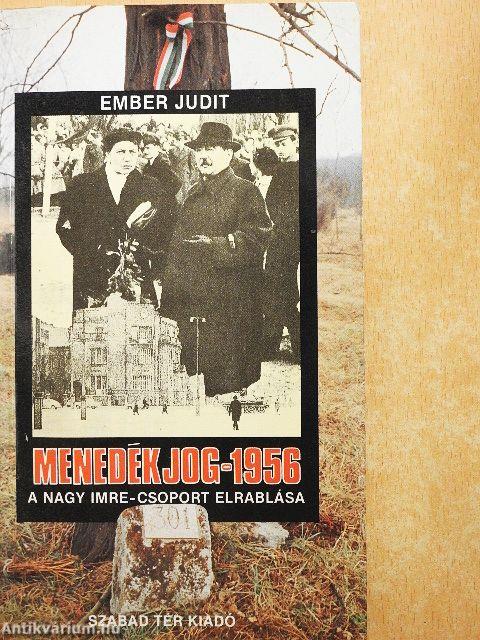 EMBER JUDIT
MENEDÉKJOG-1956
A NAGY IMRE-CSOPORT ELRABLÁSA
301
SZABAD TÉR KIADÓ
Antikvarium.hu